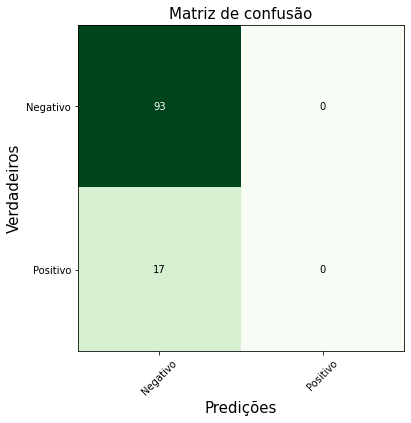 Matriz de confusão
Verdadeiros
Negativo
93
0
Positivo
17
0
Negativo
Positivo
Predições